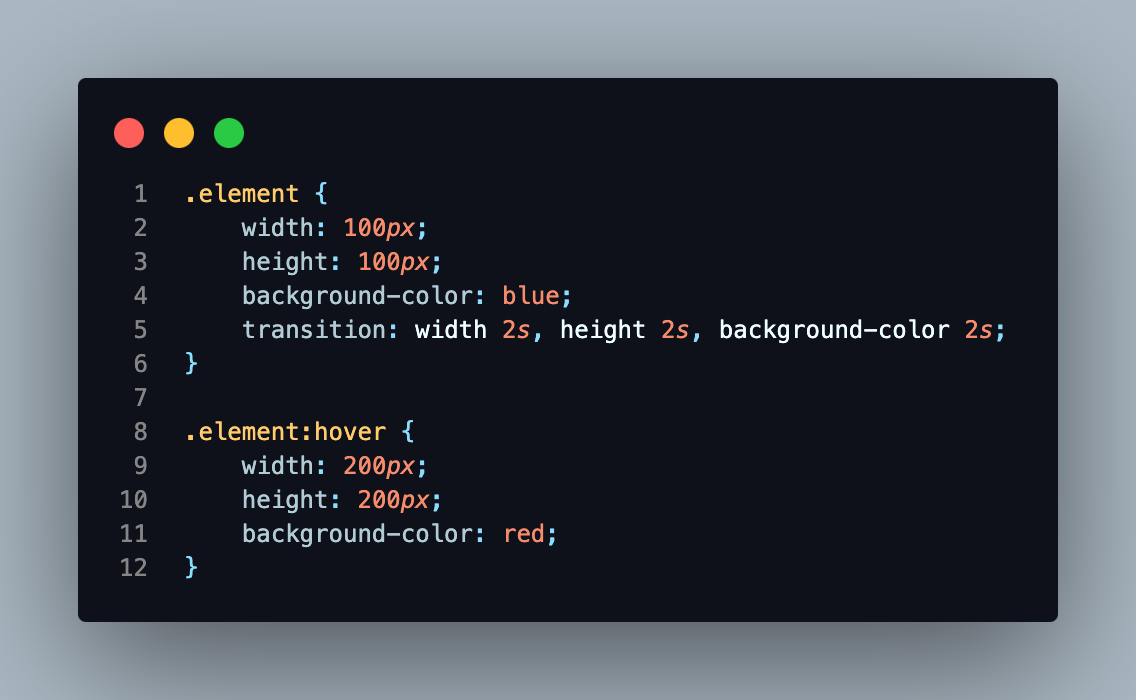 1 .element {
2     width: 100px;
3     height: 100px;
4     background-color: blue;
5     transition: width 2s, height 2s, background-color 2s;
6 }
7
8 .element:hover {
9     width: 200px;
10     height: 200px;
11     background-color: red;
12 }